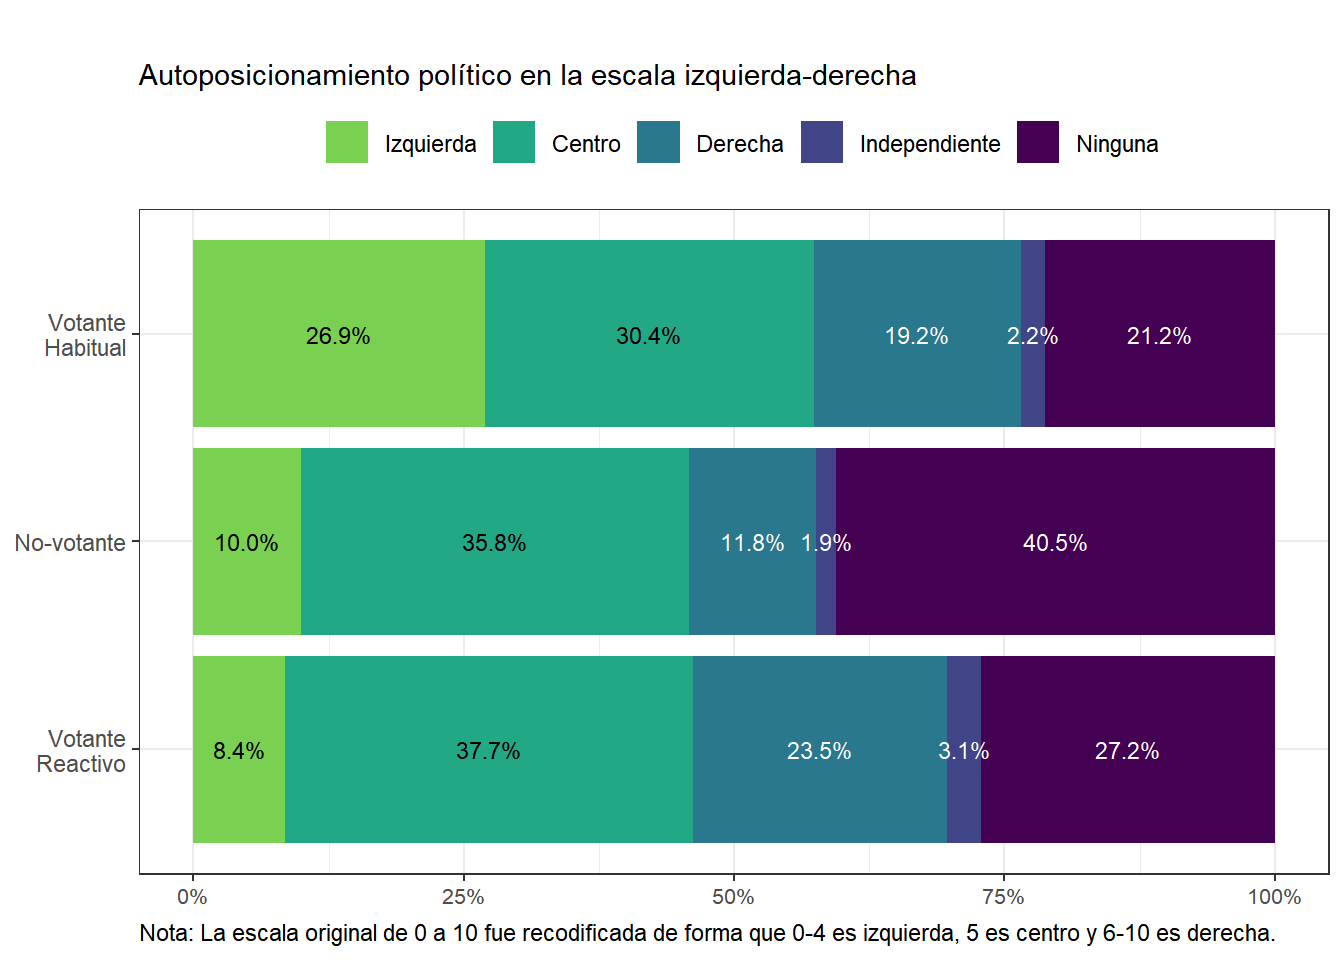 Autoposicionamiento político en la escala izquierda-derecha
Izquierda Centro Derecha Independiente Ninguna
Votante
Habitual
26.9% 30.4% 19.2% 2.2% 21.2%
No-votante
10.0% 35.8% 11.8% 1.9% 40.5%
Votante
Reactivo
8.4% 37.7% 23.5% 3.1% 27.2%
0% 25% 50% 75% 100%
Nota: La escala original de 0 a 10 fue recodificada de forma que 0-4 es izquierda, 5 es centro y 6-10 es derecha.